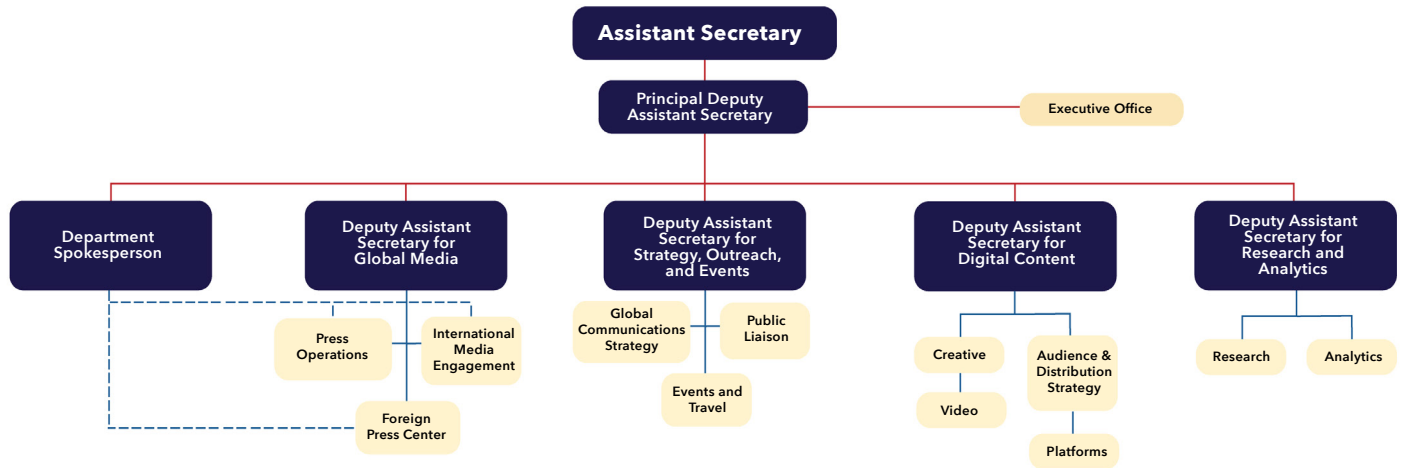 Assistant Secretary
Principal Deputy
Assistant Secretary
Executive Office
Department
Spokesperson
Deputy Assistant
Secretary for
Global Media
Deputy Assistant
Secretary for
Strategy, Outreach,
and Events
Deputy Assistant
Secretary for
Digital Content
Deputy Assistant
Secretary for
Research and
Analytics
Press
Operations
International
Media
Engagement
Foreign
Press Center
Global
Communications
Strategy
Public
Liaison
Events and
Travel
Creative
Video
Audience &
Distribution
Strategy
Platforms
Research
Analytics